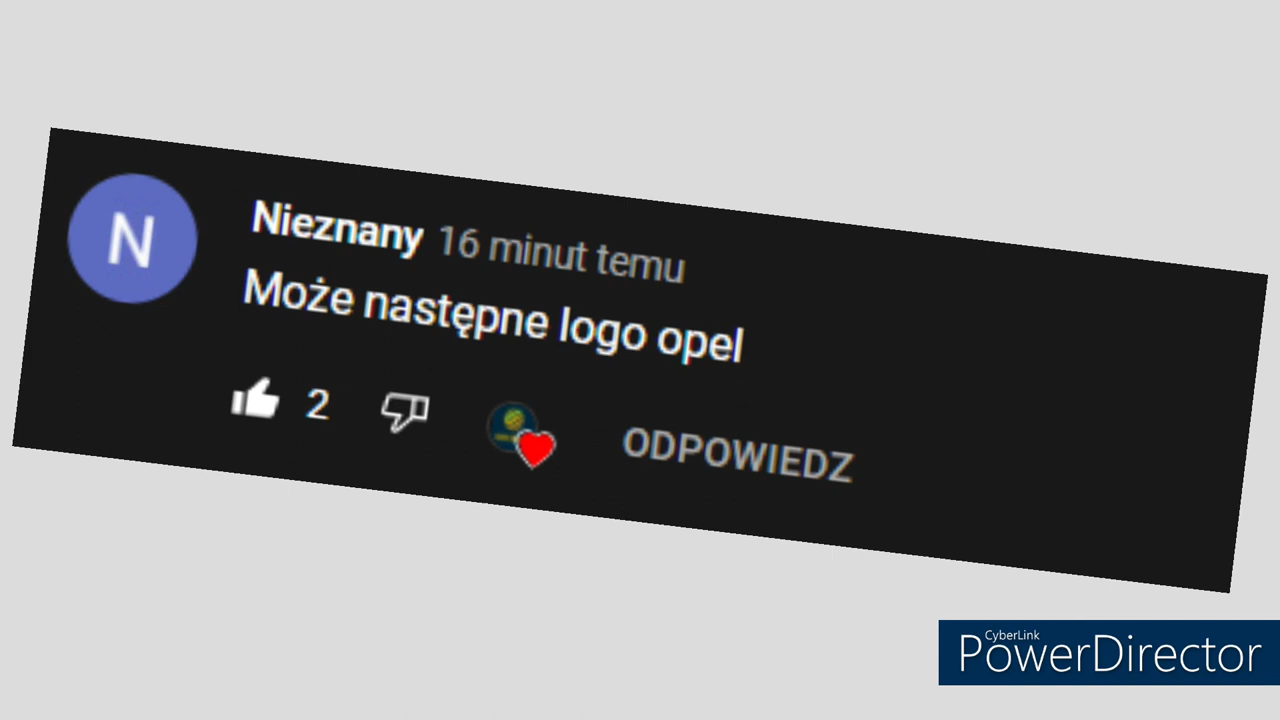 N
Nieznany 16 minut temu
Może następne logo opel
2
ODPOWIEDZ
CyberLink
PowerDirector